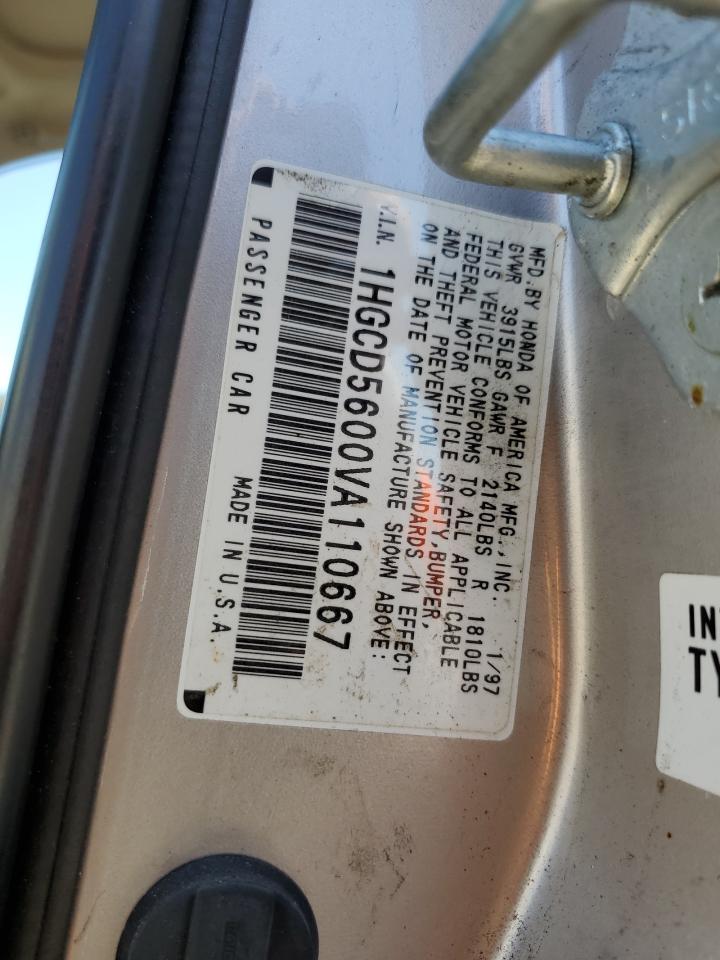 MFD.BY HONDA OF AMERICA MFG.,INC. 1/97
GVWR 3915LBS GAWR F 2140LBS R 1810LBS
THIS VEHICLE CONFORMS TO ALL APPLICABLE
FEDERAL MOTOR VEHICLE SAFETY,BUMPER,
AND THEFT PREVENTION STANDARDS IN EFFECT
ON THE DATE OF MANUFACTURE SHOWN ABOVE:
V.I.N. 1HGCD5600VA110667
PASSENGER CAR MADE IN U.S.A.
IN
TY